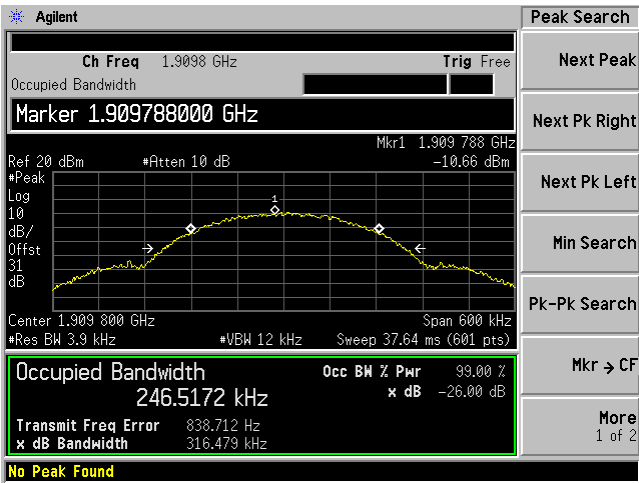 Agilent
Peak Search
Ch Freq 1.9098 GHz Trig Free
Occupied Bandwidth
Marker 1.909788000 GHz
Mkr1 1.909 788 GHz
Ref 20 dBm #Atten 10 dB -10.66 dBm
#Peak
Log
10
dB/
Offst
31
dB
1
Center 1.909 800 GHz Span 600 kHz
#Res BW 3.9 kHz #VBW 12 kHz Sweep 37.64 ms (601 pts)
Occupied Bandwidth
246.5172 kHz
Occ BW % Pwr 99.00 %
x dB -26.00 dB
Transmit Freq Error 838.712 Hz
x dB Bandwidth 316.479 kHz
No Peak Found
Next Peak
Next Pk Right
Next Pk Left
Min Search
Pk-Pk Search
Mkr → CF
More
1 of 2